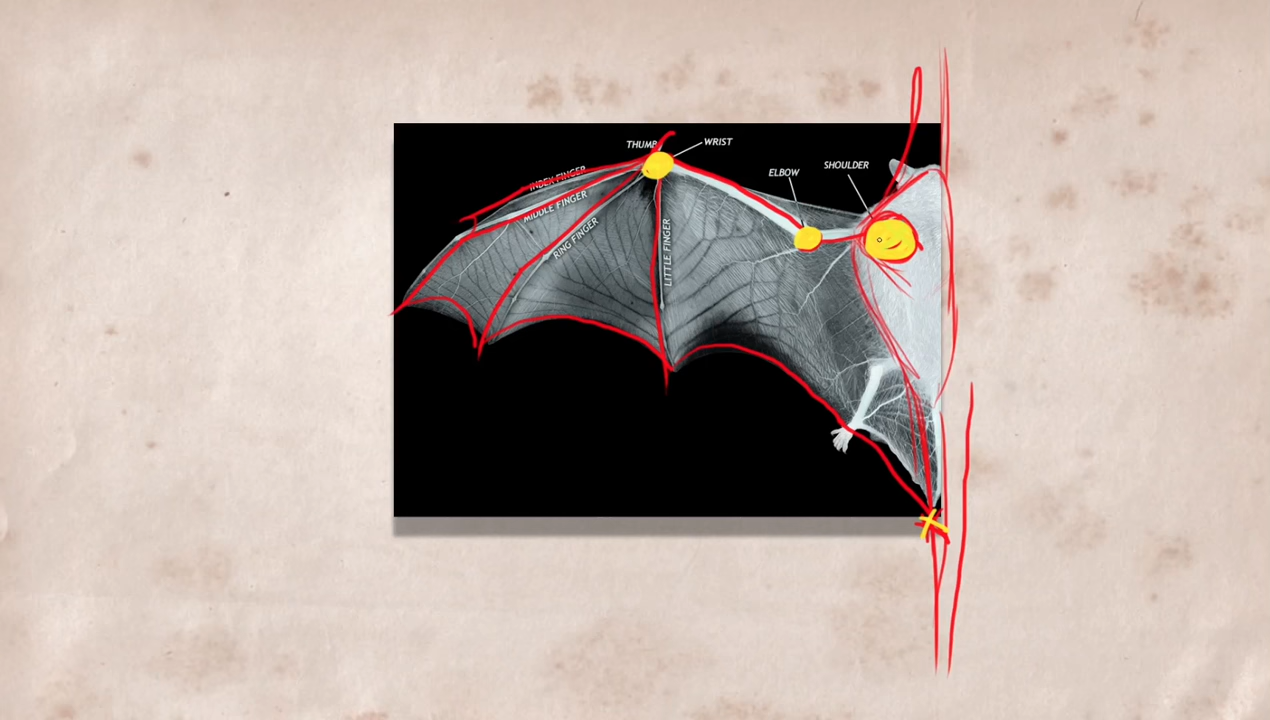 THUMB
WRIST
ELBOW
SHOULDER
INDEX FINGER
MIDDLE FINGER
RING FINGER
LITTLE FINGER